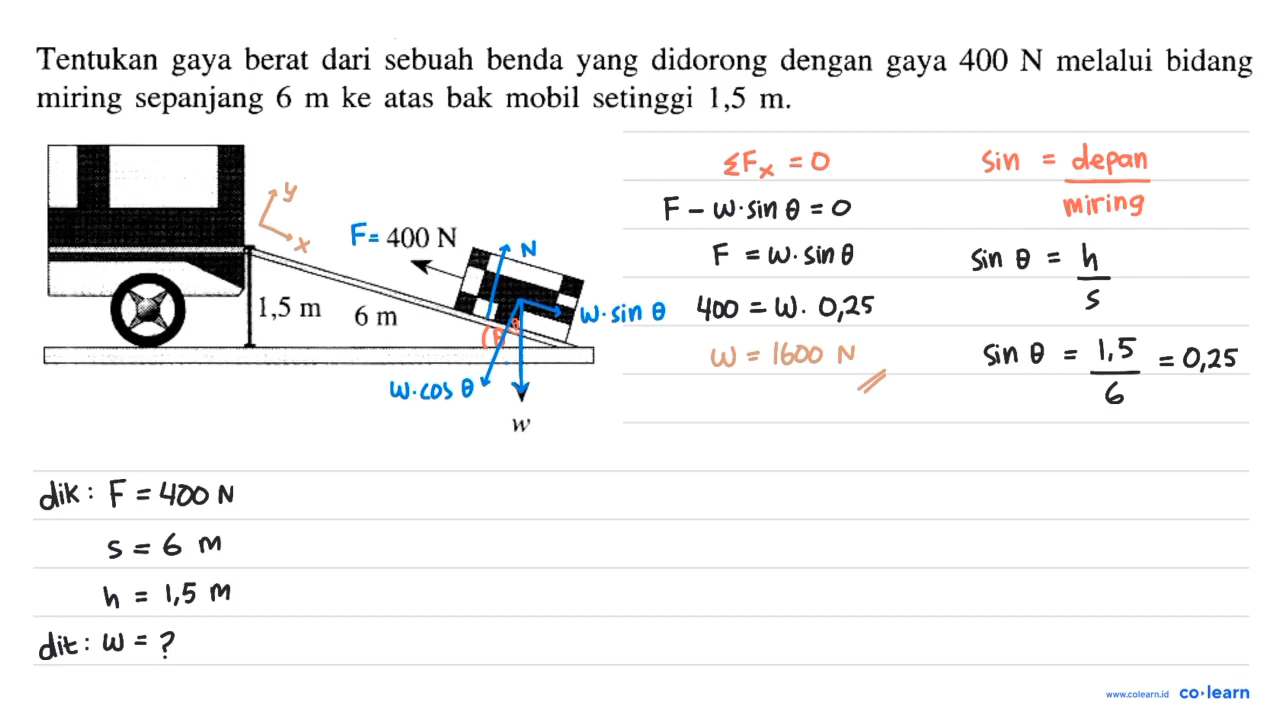 Tentukan gaya berat dari sebuah benda yang didorong dengan gaya 400 N melalui bidang
miring sepanjang 6 m ke atas bak mobil setinggi 1,5 m.
y
x
F= 400 N
N
1,5 m
6 m
θ
θ
w·sin θ
w·cos θ
w
ΣFx = 0
F - w·sin θ = 0
F = w·sin θ
400 = w. 0,25
w = 1600 N
sin = depan
miring
sin θ = h
s
sin θ = 1,5 = 0,25
6
dik: F = 400 N
s = 6 m
h = 1,5 m
dit: w = ?
www.colearn.id co·learn